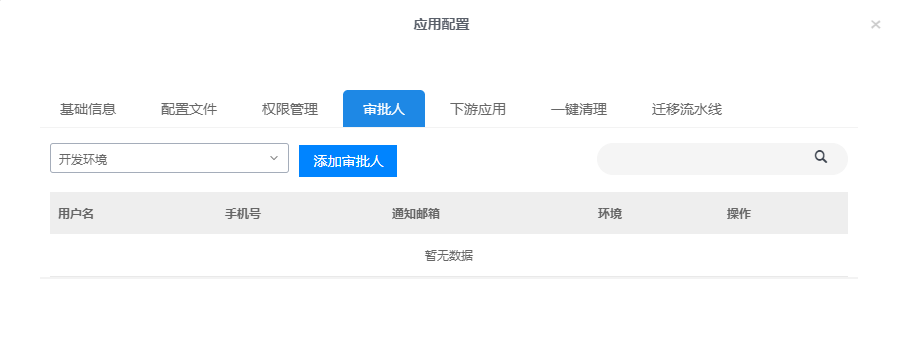 应用配置
×
基础信息 配置文件 权限管理 审批人 下游应用 一键清理 迁移流水线
开发环境 添加审批人
用户名 手机号 通知邮箱 环境 操作
暂无数据